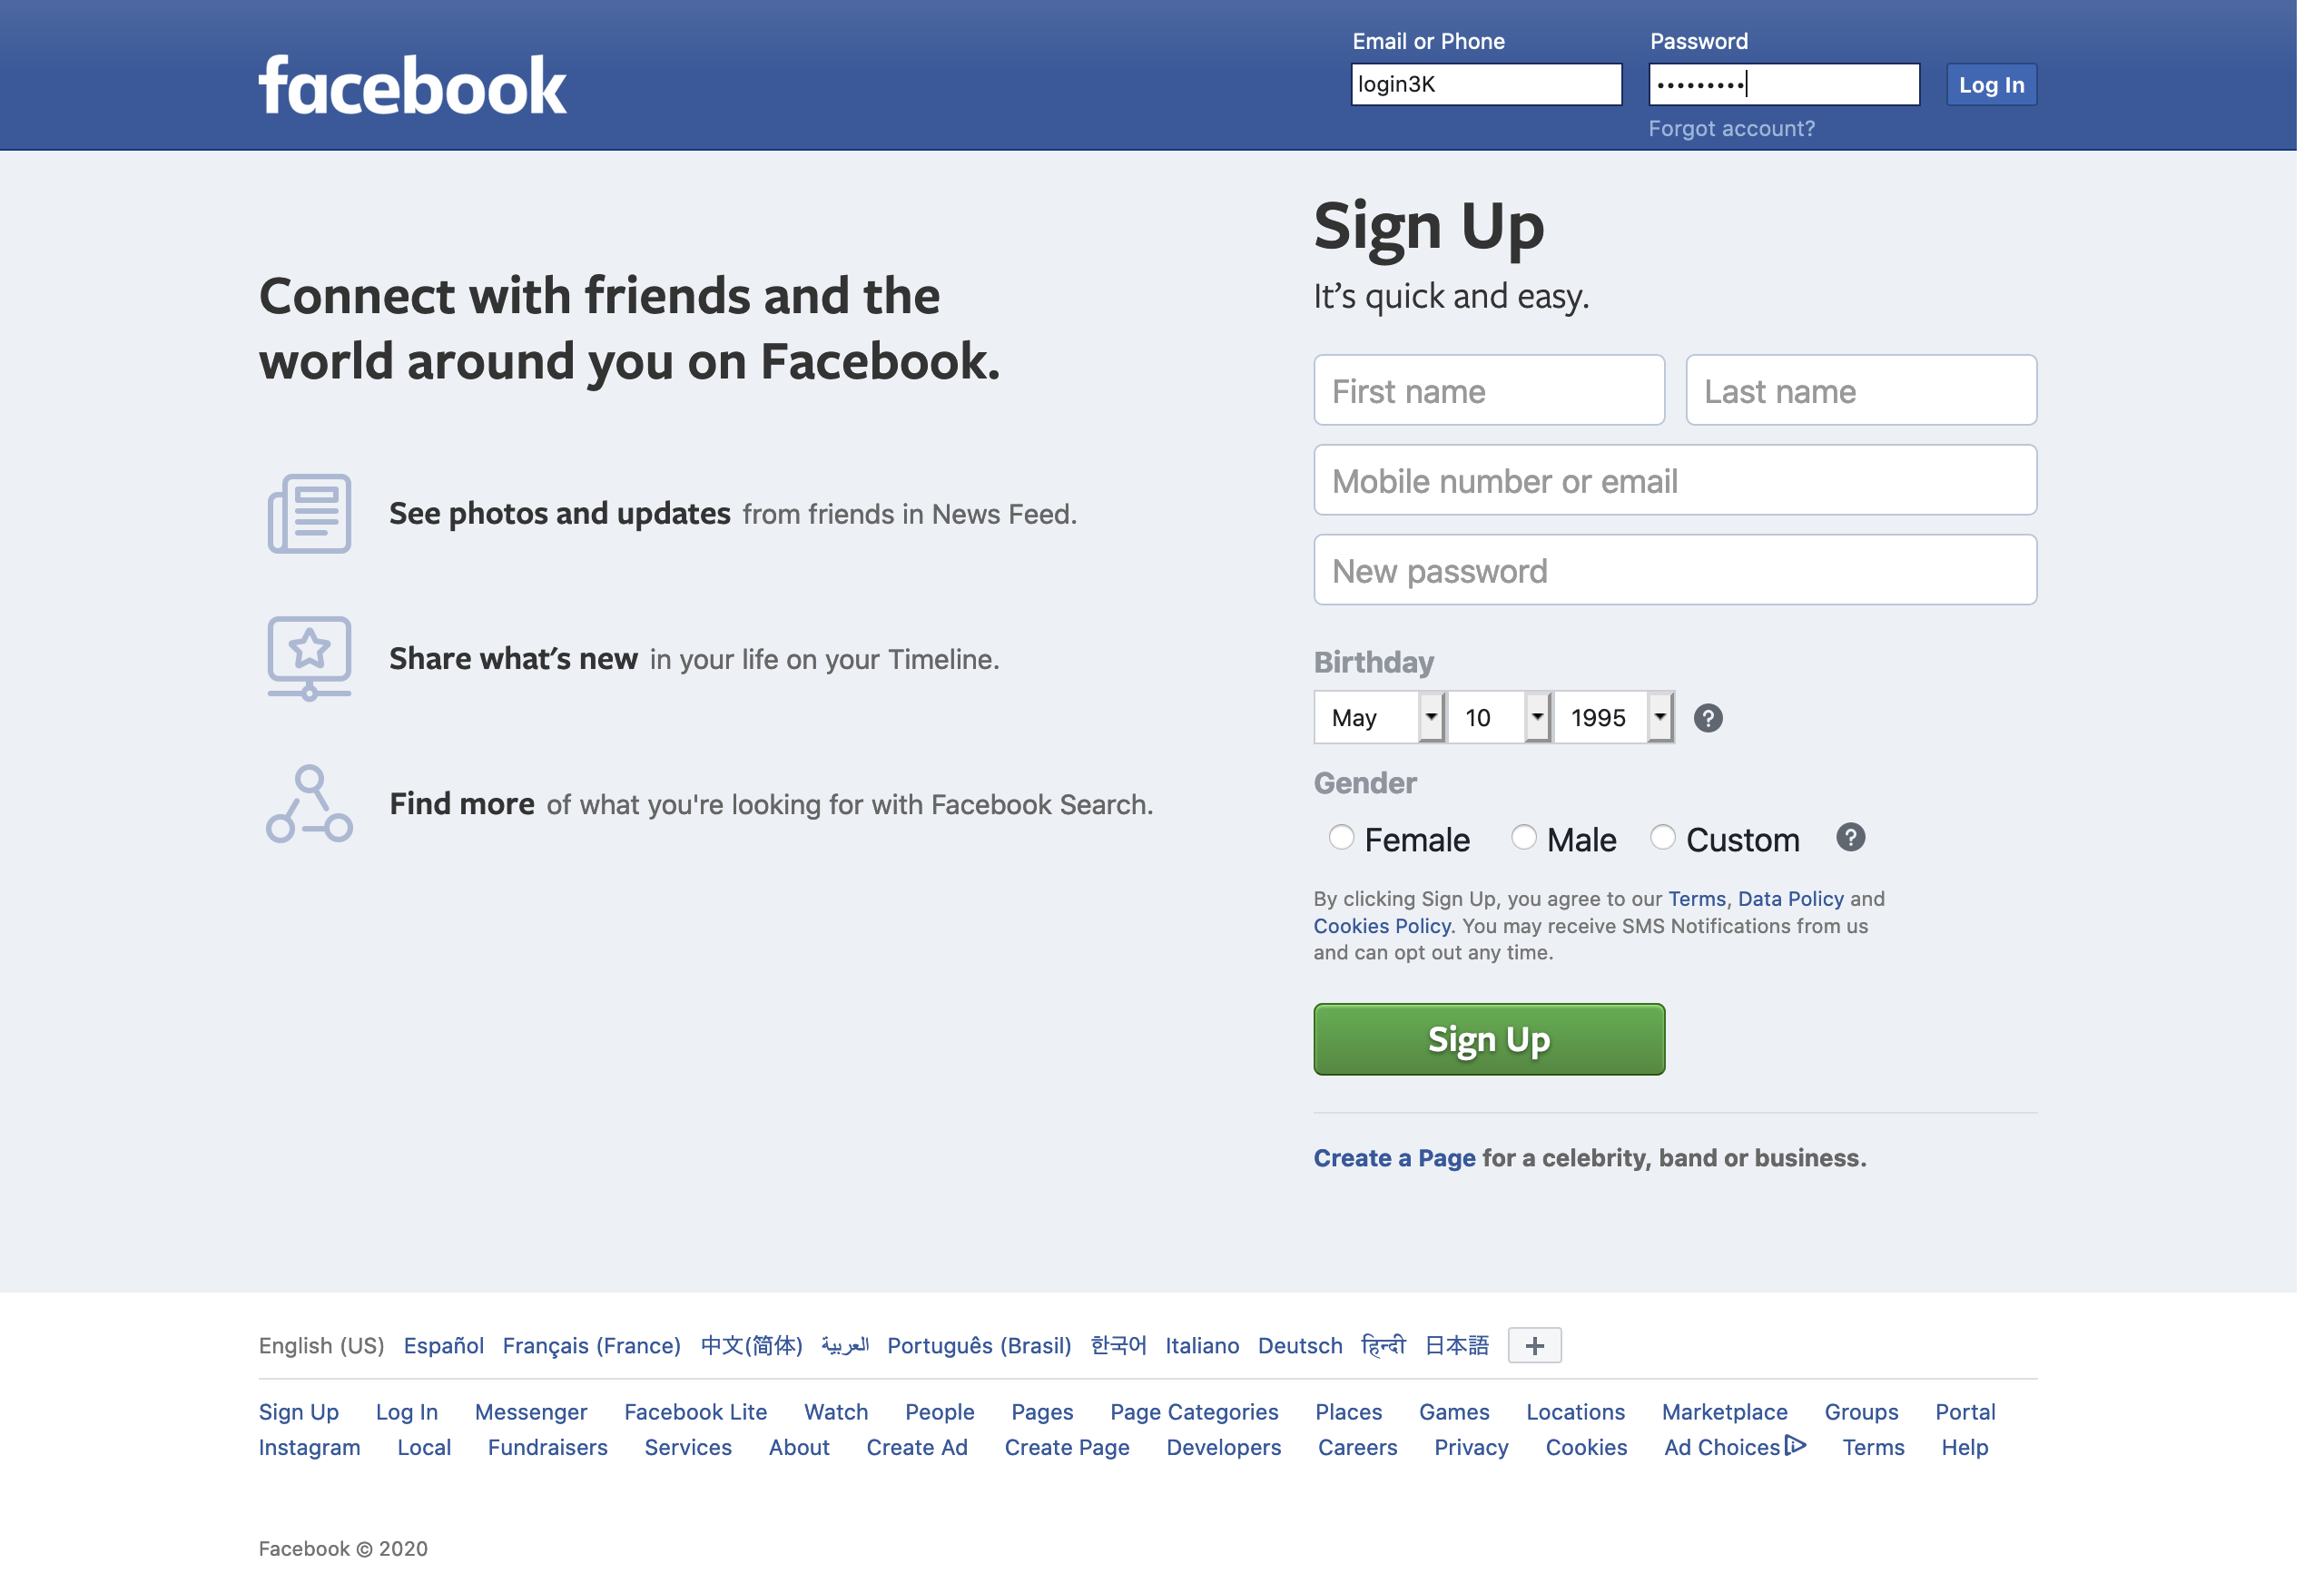 facebook
Email or Phone
Password
login3K
•••••••••
Log In
Forgot account?
Connect with friends and the
world around you on Facebook.
See photos and updates from friends in News Feed.
Share what's new in your life on your Timeline.
Find more of what you're looking for with Facebook Search.
Sign Up
It’s quick and easy.
First name
Last name
Mobile number or email
New password
Birthday
May 10 1995 ?
Gender
Female Male Custom ?
By clicking Sign Up, you agree to our Terms, Data Policy and
Cookies Policy. You may receive SMS Notifications from us
and can opt out any time.
Sign Up
Create a Page for a celebrity, band or business.
English (US) Español Français (France) 中文(简体) العربية Português (Brasil) 한국어 Italiano Deutsch हिन्दी 日本語 +
Sign Up Log In Messenger Facebook Lite Watch People Pages Page Categories Places Games Locations Marketplace Groups Portal
Instagram Local Fundraisers Services About Create Ad Create Page Developers Careers Privacy Cookies Ad Choices Terms Help
Facebook © 2020